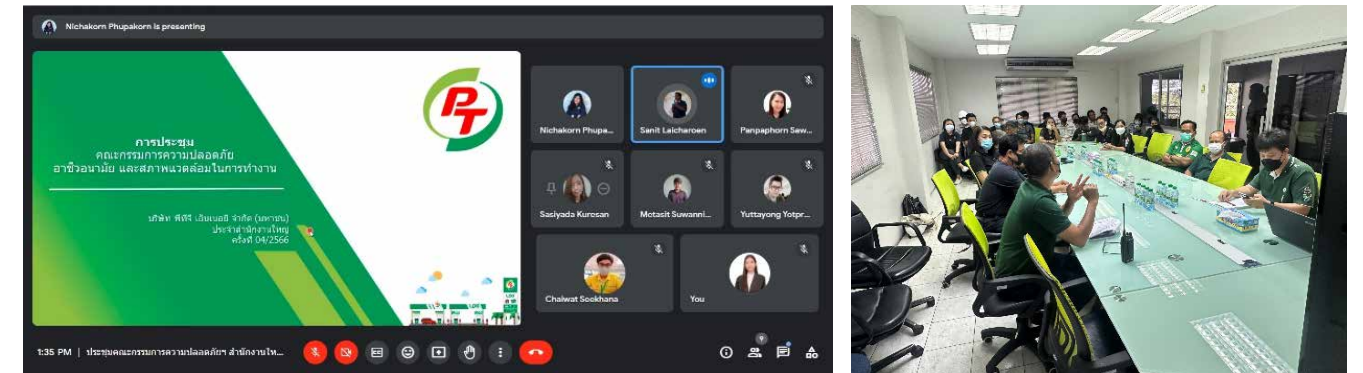 Nichakorn Phupakorn is presenting
PT
การประชุม
คณะกรรมการความปลอดภัย
อาชีวอนามัย และสภาพแวดล้อมในการทำงาน
บริษัท พีทีจี เอ็นเนอยี จำกัด (มหาชน)
ประจำสำนักงานใหญ่
ครั้งที่ 04/2566
Nichakorn Phupa...
Sanit Laicharoen
Panpaphorn Saw...
Sasiyada Kuresan
Metasit Suwanni...
Yuttayong Yotpr...
Chaiwat Sookhana
You
1:35 PM | ประชุมคณะกรรมการความปลอดภัยฯ สำนักงานให...
9